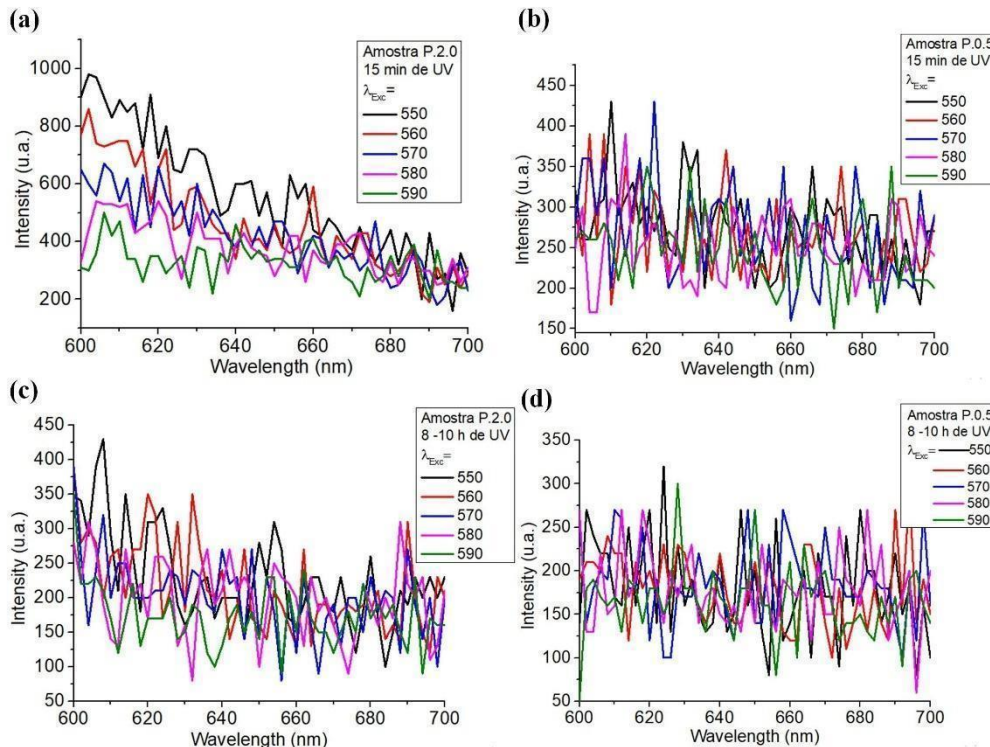 (a)
Intensity (u.a.)
1000
800
600
400
200
600 620 640 660 680 700
Wavelength (nm)
Amostra P.2.0
15 min de UV
λExc=
550
560
570
580
590
(b)
Intensity (u.a.)
450
400
350
300
250
200
150
600 620 640 660 680 700
Wavelength (nm)
Amostra P.0.5
15 min de UV
λExc=
550
560
570
580
590
(c)
Intensity (u.a.)
450
400
350
300
250
200
150
100
50
600 620 640 660 680 700
Wavelength (nm)
Amostra P.2.0
8 -10 h de UV
λExc=
550
560
570
580
590
(d)
Intensity (u.a.)
350
300
250
200
150
100
50
600 620 640 660 680 700
Wavelength (nm)
Amostra P.0.5
8 -10 h de UV
λExc= 550
560
570
580
590